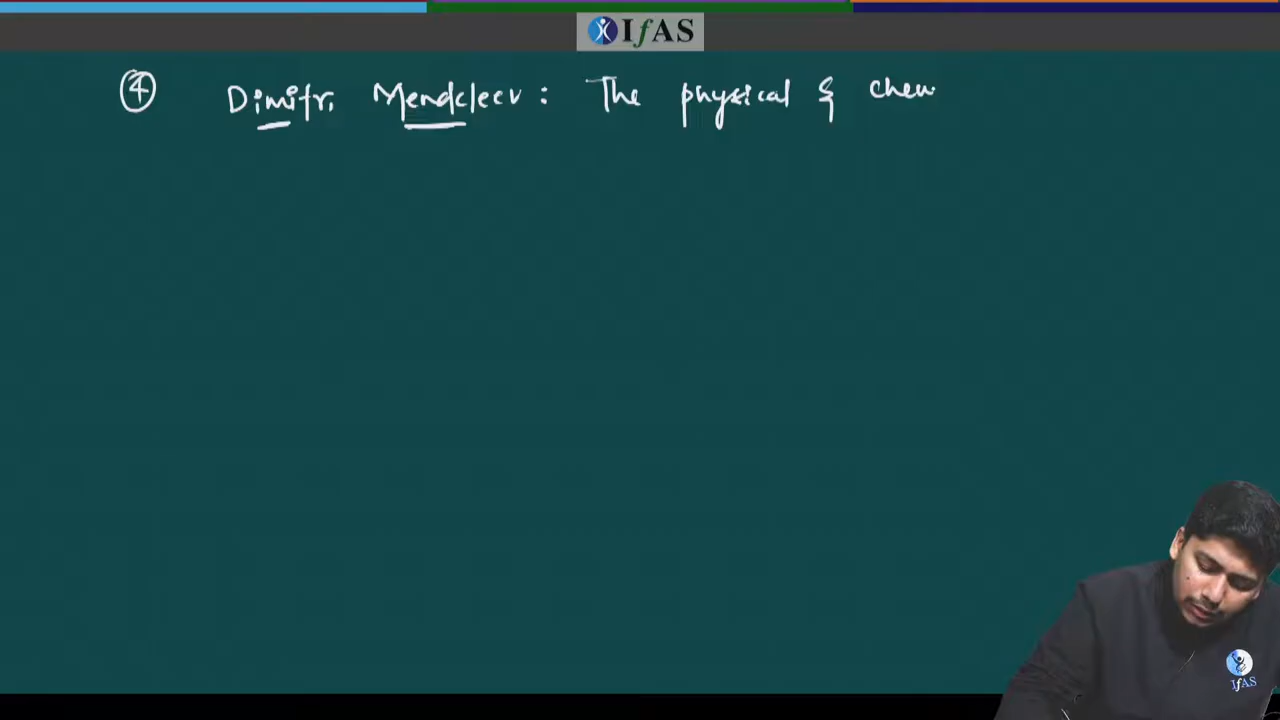 IfAS
④ Dimitri Mendeleev : The physical & chem
IfAS